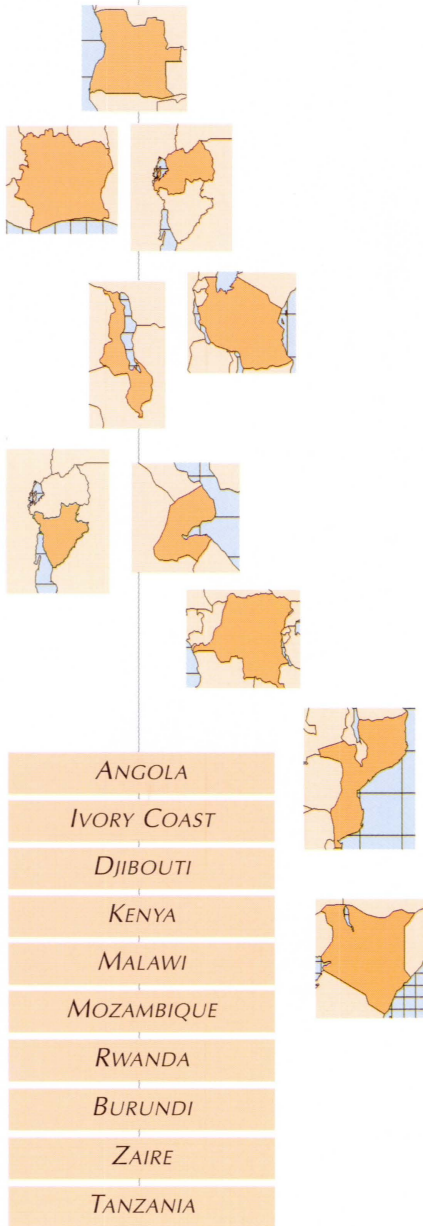 ANGOLA
IVORY COAST
DJIBOUTI
KENYA
MALAWI
MOZAMBIQUE
RWANDA
BURUNDI
ZAIRE
TANZANIA